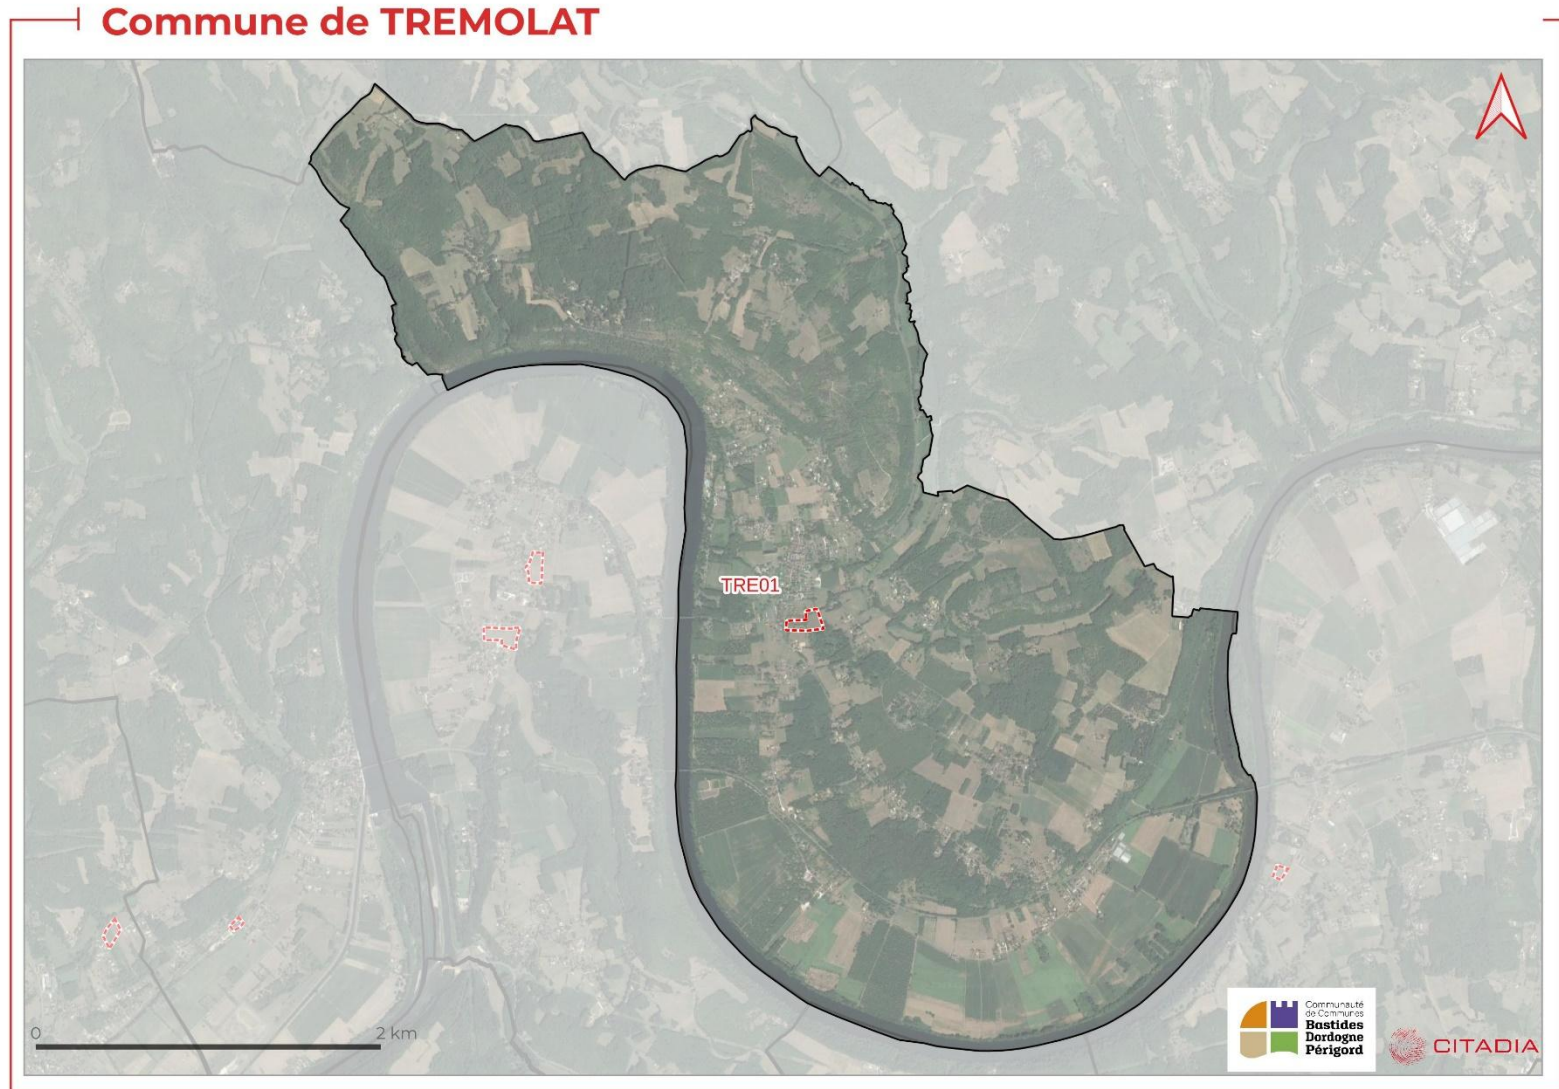 Commune de TREMOLAT
TRE01
0 2 km
Communauté
de Communes
Bastides
Dordogne
Périgord
CITADIA